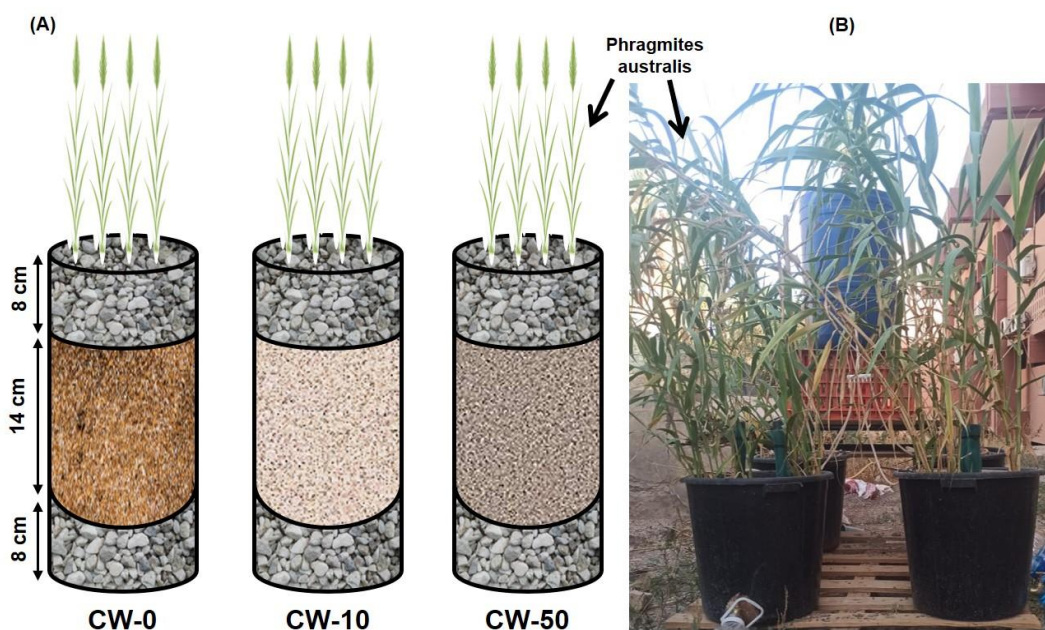 (A)
Phragmites
australis
(B)
8 cm
14 cm
8 cm
CW-0
CW-10
CW-50